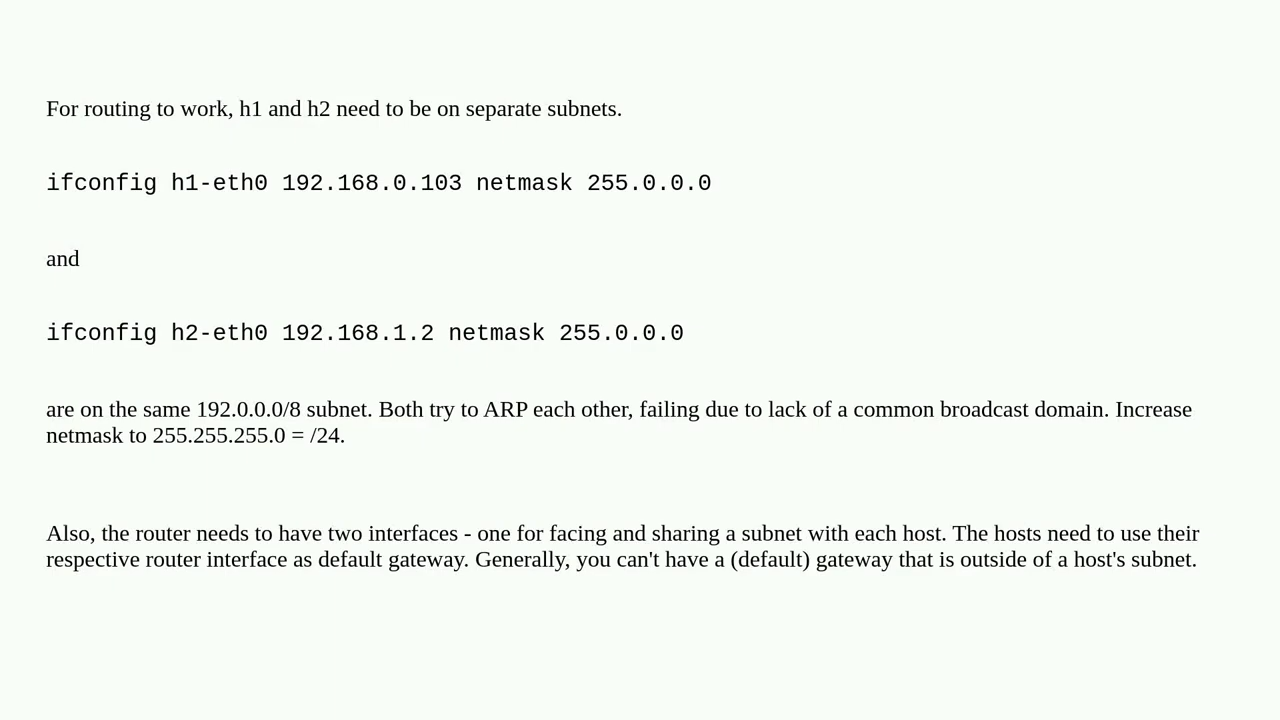 For routing to work, h1 and h2 need to be on separate subnets.
ifconfig h1-eth0 192.168.0.103 netmask 255.0.0.0
and
ifconfig h2-eth0 192.168.1.2 netmask 255.0.0.0
are on the same 192.0.0.0/8 subnet. Both try to ARP each other, failing due to lack of a common broadcast domain. Increase
netmask to 255.255.255.0 = /24.
Also, the router needs to have two interfaces - one for facing and sharing a subnet with each host. The hosts need to use their
respective router interface as default gateway. Generally, you can't have a (default) gateway that is outside of a host's subnet.